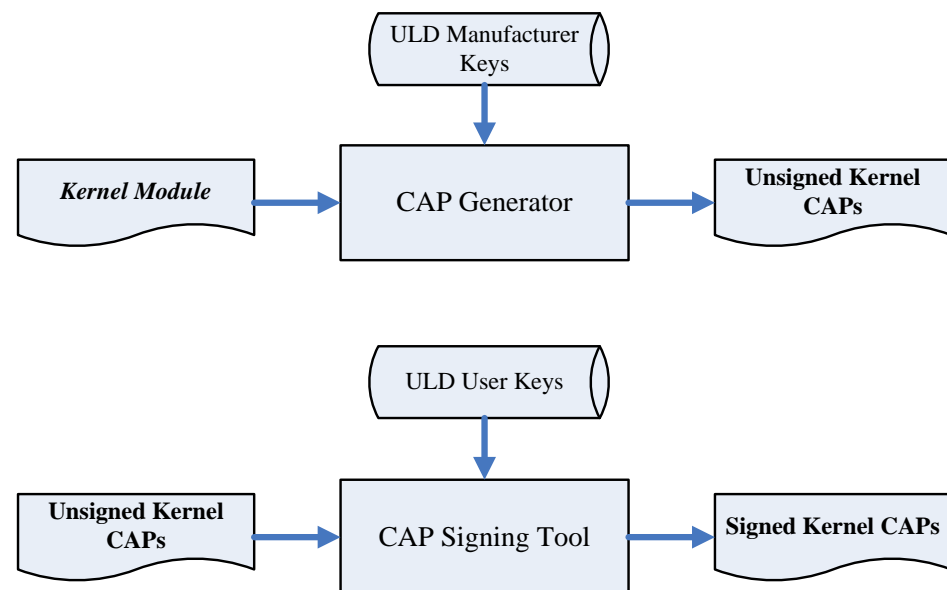 ULD Manufacturer
Keys
Kernel Module
CAP Generator
Unsigned Kernel
CAPs
ULD User Keys
Unsigned Kernel
CAPs
CAP Signing Tool
Signed Kernel CAPs